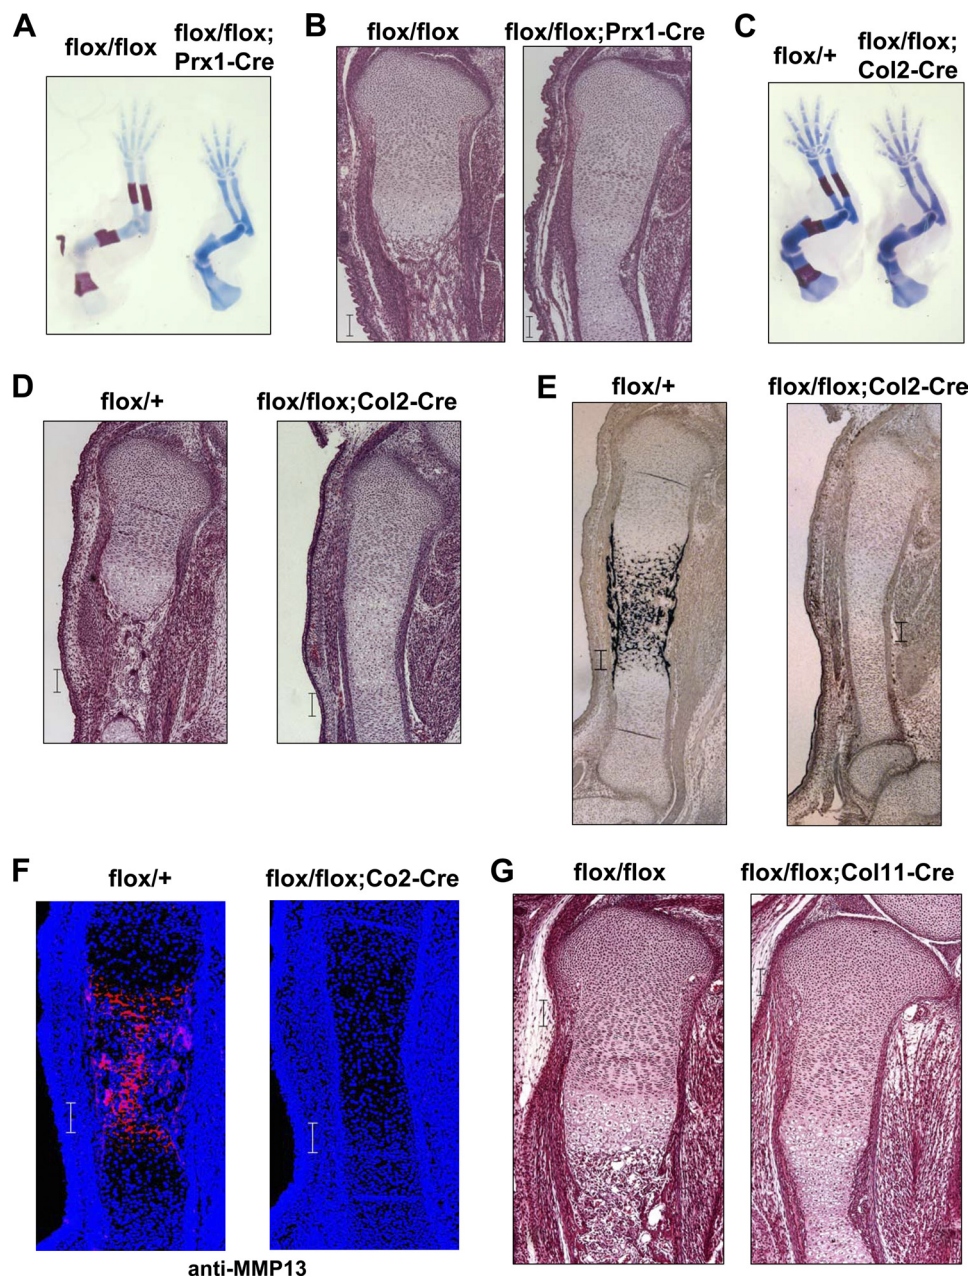 A
flox/flox
flox/flox;
Prx1-Cre
B
flox/flox
flox/flox;Prx1-Cre
C
flox/+
flox/flox;
Col2-Cre
D
flox/+
flox/flox;Col2-Cre
E
flox/+
flox/flox;Col2-Cre
F
flox/+
flox/flox;Co2-Cre
anti-MMP13
G
flox/flox
flox/flox;Col11-Cre